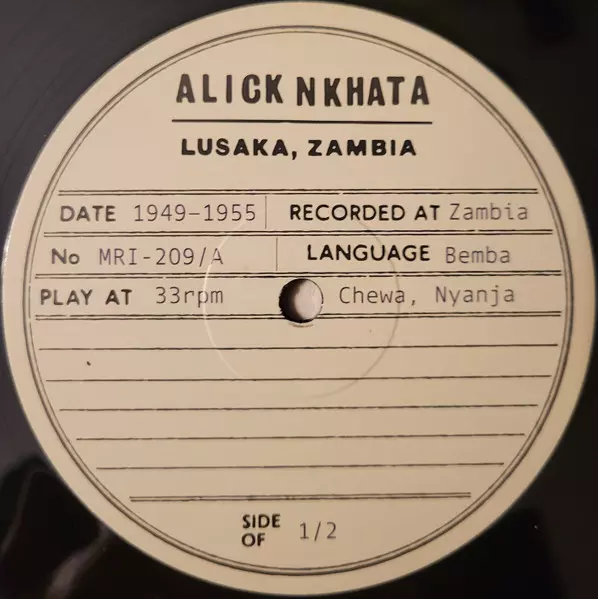 ALICK NKHATA
LUSAKA, ZAMBIA
DATE 1949-1955 RECORDED AT Zambia
No MRI-209/A LANGUAGE Bemba
PLAY AT 33rpm Chewa, Nyanja
SIDE OF 1/2